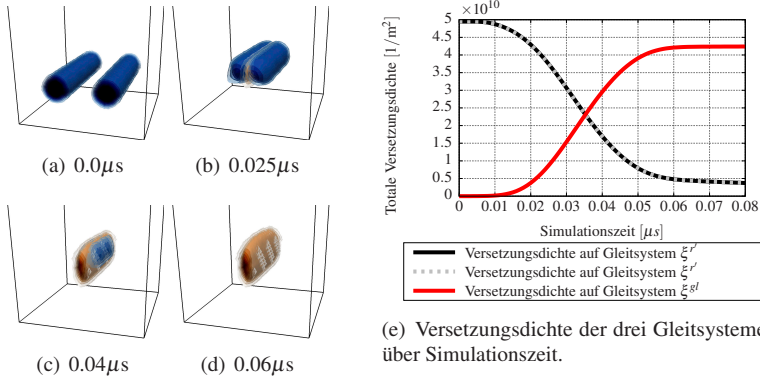 (a) 0.0µs
(b) 0.025µs
(c) 0.04µs
(d) 0.06µs
5 x10¹⁰
4.5
4
3.5
3
2.5
2
1.5
1
0.5
0
0 0.01 0.02 0.03 0.04 0.05 0.06 0.07 0.08
Totale Versetzungsdichte [1/m²]
Simulationszeit [µs]
Versetzungsdichte auf Gleitsystem ξ^r'
Versetzungsdichte auf Gleitsystem ξ^r'
Versetzungsdichte auf Gleitsystem ξ^gl
(e) Versetzungsdichte der drei Gleitsysteme
über Simulationszeit.